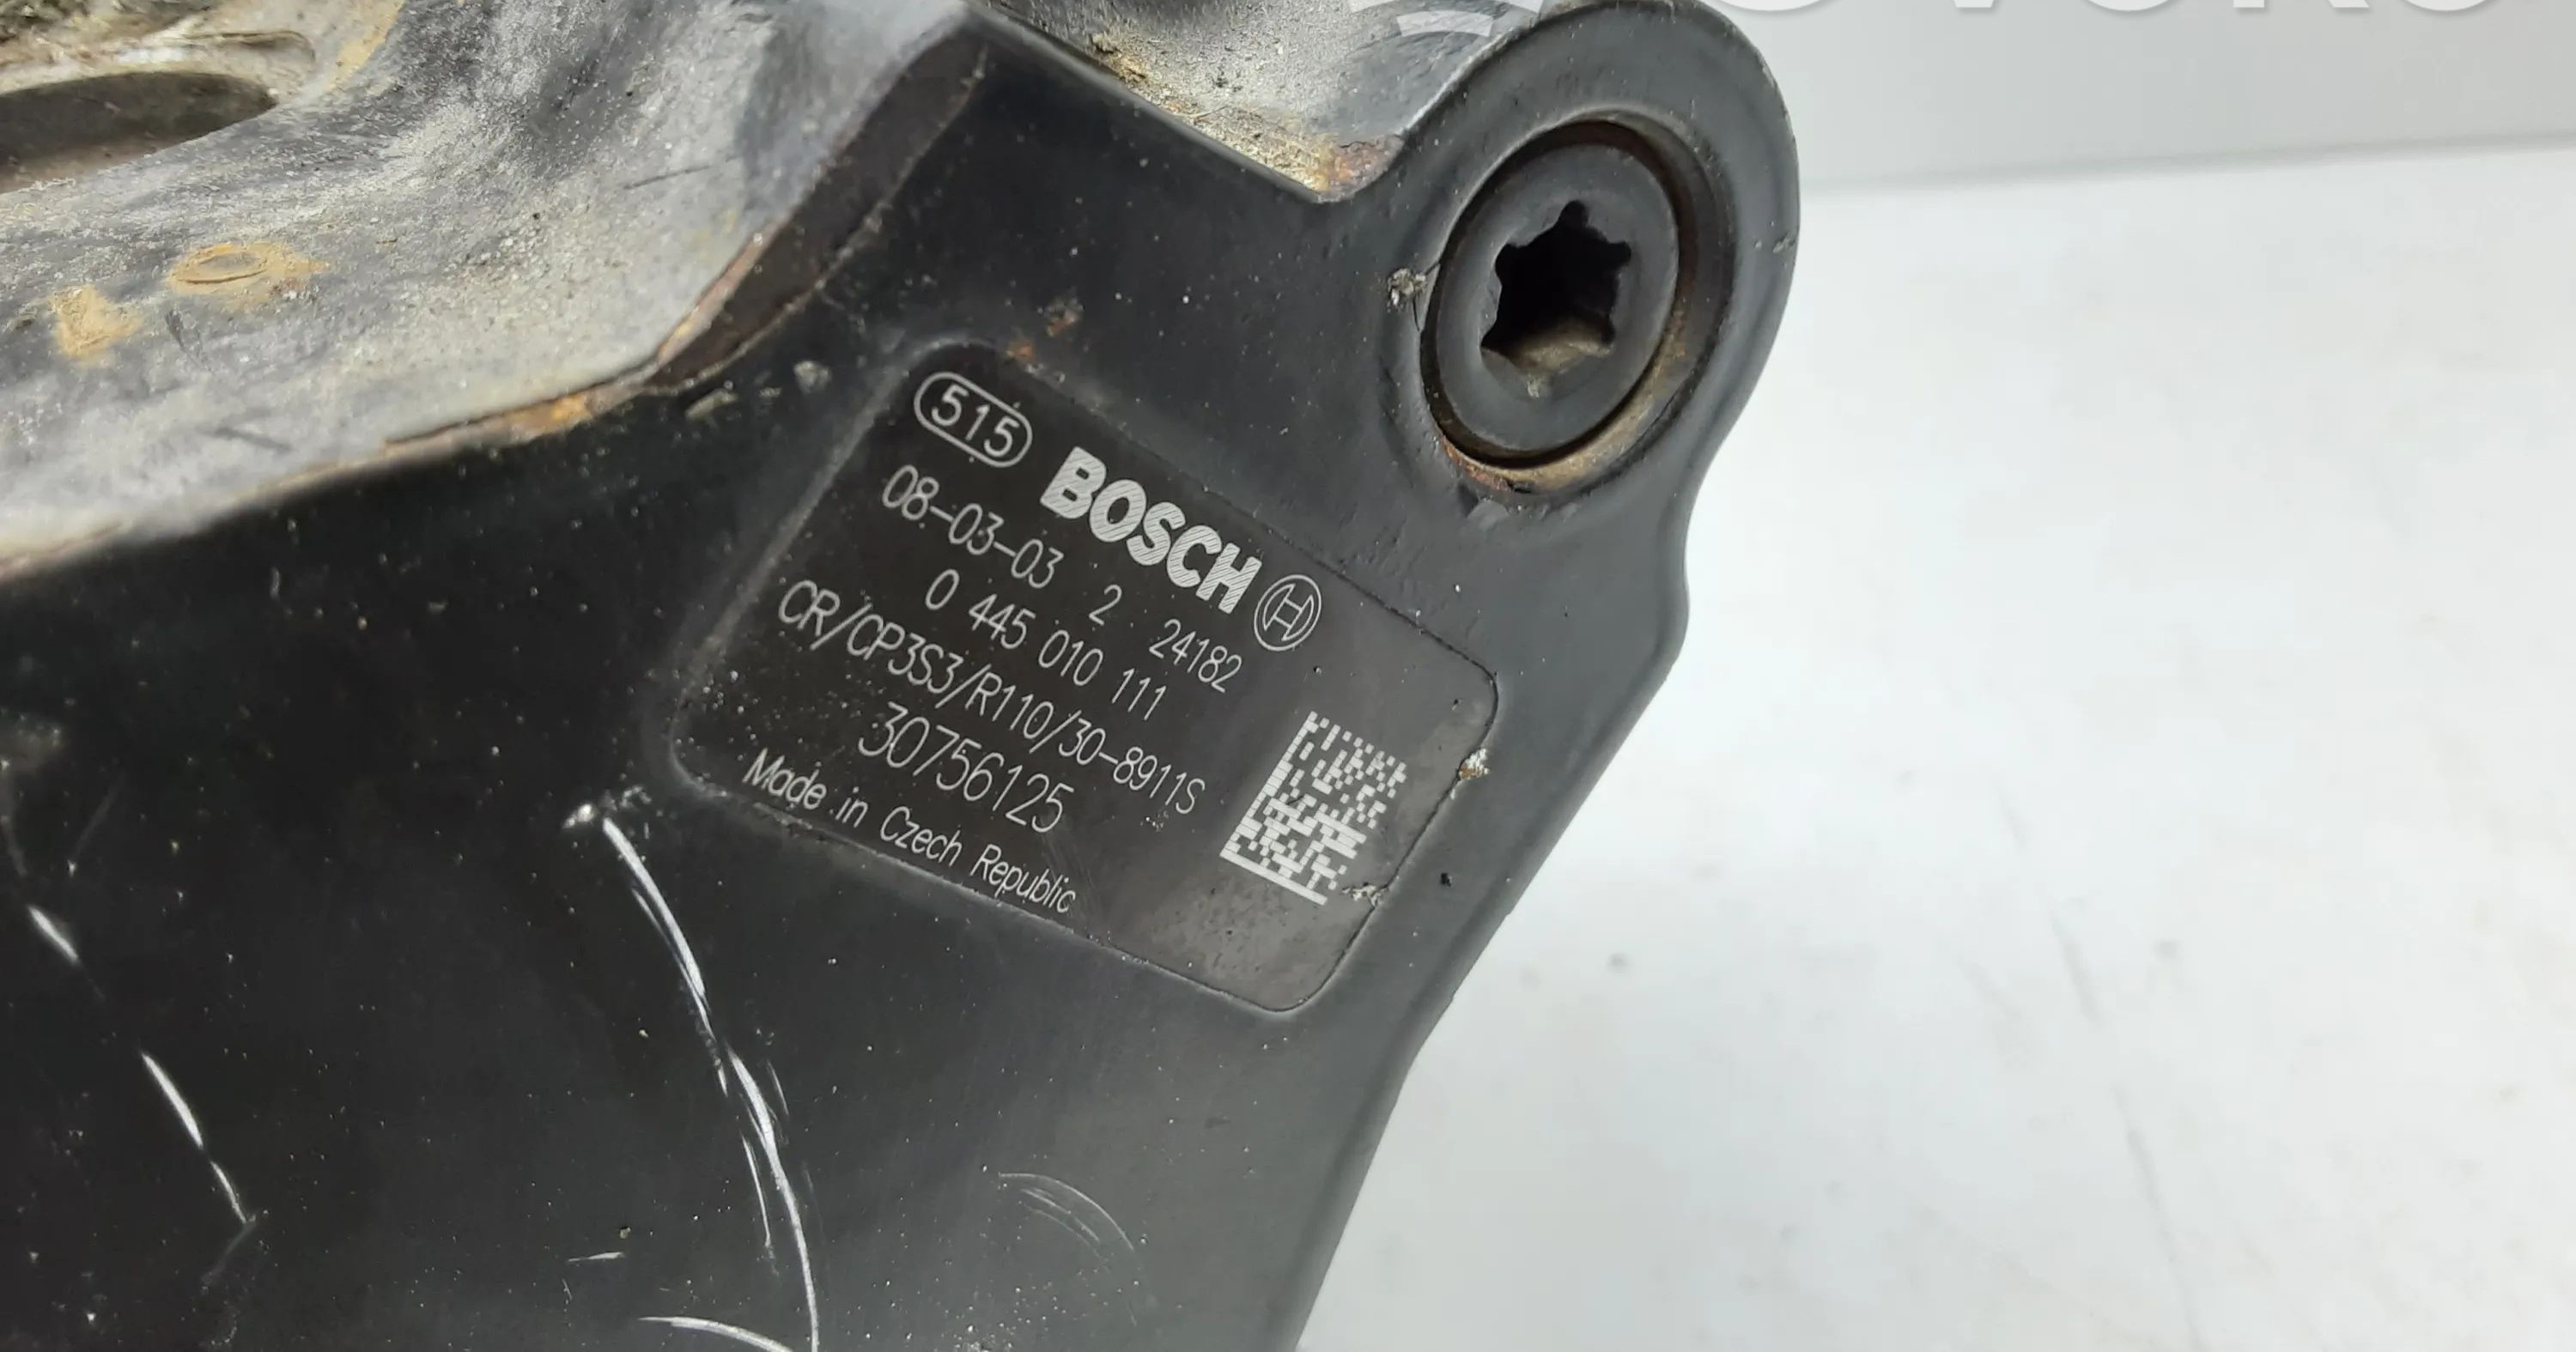 515 BOSCH
08-03-03 2 24182
0 445 010 111
CR/CP3S3/R110/30-8911S
30756125
Made in Czech Republic